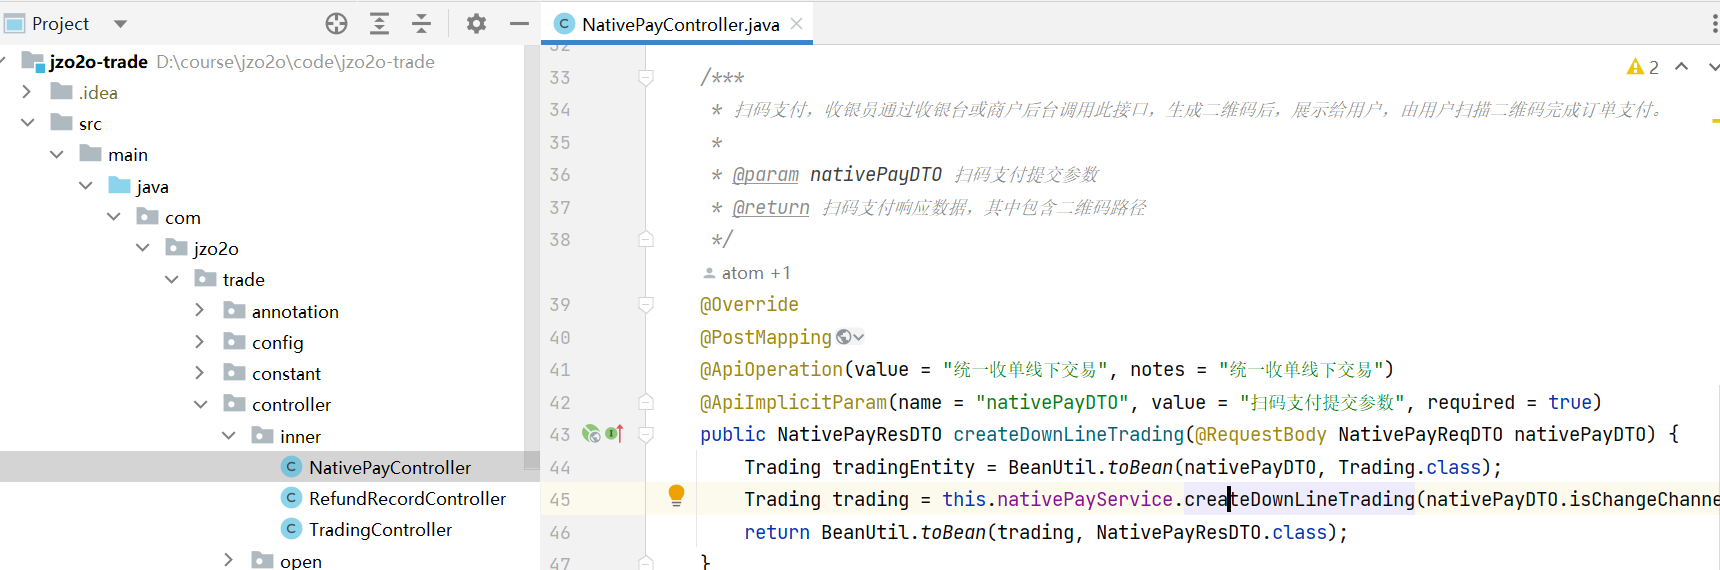 Project
NativePayController.java
jzo2o-trade D:\course\jzo2o\code\jzo2o-trade
.idea
src
main
java
com
jzo2o
trade
annotation
config
constant
controller
inner
NativePayController
RefundRecordController
TradingController
open
2
32
33 /***
34 * 扫码支付，收银员通过收银台或商户后台调用此接口，生成二维码后，展示给用户，由用户扫描二维码完成订单支付。
35 *
36 * @param nativePayDTO 扫码支付提交参数
37 * @return 扫码支付响应数据，其中包含二维码路径
38 */
atom +1
39 @Override
40 @PostMapping
41 @ApiOperation(value = "统一收单线下交易", notes = "统一收单线下交易")
42 @ApiImplicitParam(name = "nativePayDTO", value = "扫码支付提交参数", required = true)
43 public NativePayResDTO createDownLineTrading(@RequestBody NativePayReqDTO nativePayDTO) {
44 Trading tradingEntity = BeanUtil.toBean(nativePayDTO, Trading.class);
45 Trading trading = this.nativePayService.createDownLineTrading(nativePayDTO.isChangeChanne
46 return BeanUtil.toBean(trading, NativePayResDTO.class);
47 }